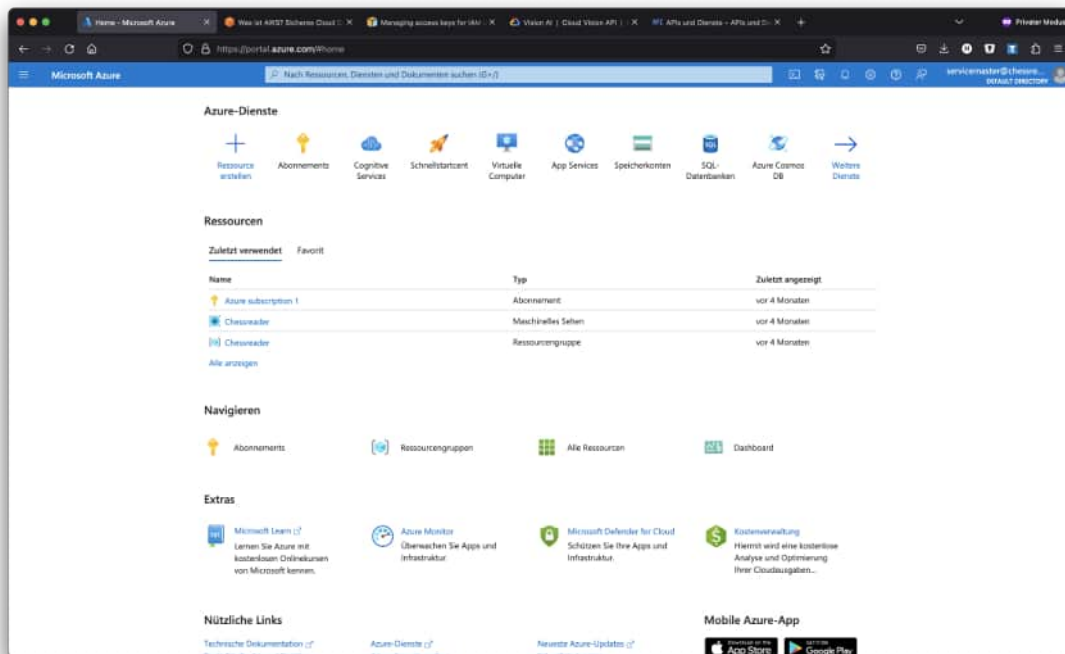 Home - Microsoft Azure
Was ist AWS? Sichere Cloud S
Managing access keys for IAM
Vision AI | Cloud Vision API |
APIs und Dienste – APIs und Di
Privater Modus
https://portal.azure.com/#home
Microsoft Azure
Nach Ressourcen, Diensten und Dokumenten suchen (G+/)
servicemaster@chessre...
DEFAULT DIRECTORY
Azure-Dienste
Ressource erstellen
Abonnements
Cognitive Services
Schnellstartcent
Virtuelle Computer
App Services
Speicherkonten
SQL-Datenbanken
Azure Cosmos DB
Weitere Dienste
Ressourcen
Zuletzt verwendet Favorit
Name Typ Zuletzt angezeigt
Azure subscription 1 Abonnement vor 4 Monaten
Chessreader Maschinelles Sehen vor 4 Monaten
Chessreader Ressourcengruppe vor 4 Monaten
Alle anzeigen
Navigieren
Abonnements
Ressourcengruppen
Alle Ressourcen
Dashboard
Extras
Microsoft Learn
Lernen Sie Azure mit
kostenlosen Onlinekursen
von Microsoft kennen.
Azure Monitor
Überwachen Sie Apps und
Infrastruktur.
Microsoft Defender for Cloud
Schützen Sie Ihre Apps und
Infrastruktur.
Kostenverwaltung
Hiermit wird eine kostenlose
Analyse und Optimierung
Ihrer Cloudausgaben...
Nützliche Links
Technische Dokumentation
Azure-Dienste
Neueste Azure-Updates
Mobile Azure-App
App Store
Google Play